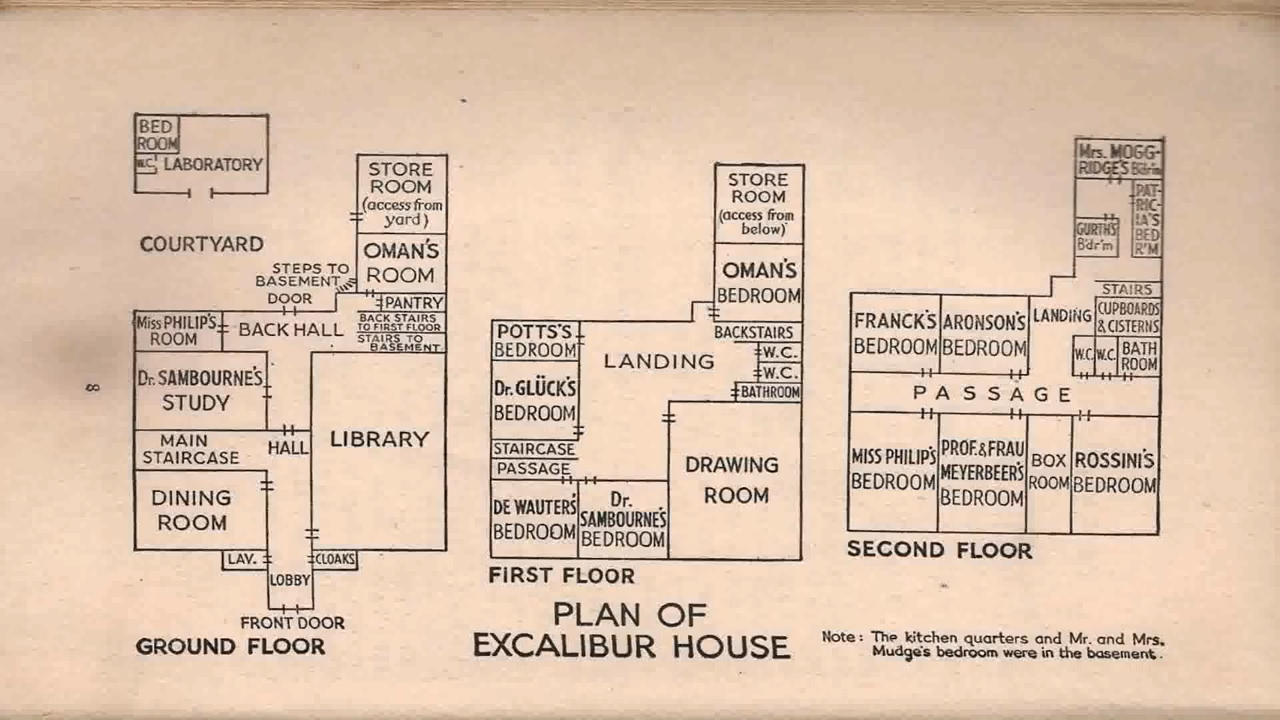 BED
ROOM
W.C.
LABORATORY
COURTYARD
STORE
ROOM
(access from
yard)
OMAN'S
ROOM
STEPS TO
BASEMENT
DOOR
PANTRY
Miss PHILIP'S
ROOM
BACK HALL
BACK STAIRS
TO FIRST FLOOR
STAIRS TO
BASEMENT
Dr. SAMBOURNE'S
STUDY
MAIN
STAIRCASE
HALL
LIBRARY
DINING
ROOM
LAV.
CLOAKS
LOBBY
FRONT DOOR
GROUND FLOOR
8
STORE
ROOM
(access from
below)
OMAN'S
BEDROOM
POTTS'S
BEDROOM
BACKSTAIRS
LANDING
W.C.
W.C.
BATHROOM
Dr. GLÜCK'S
BEDROOM
STAIRCASE
PASSAGE
DRAWING
ROOM
DE WAUTER'S
BEDROOM
Dr.
SAMBOURNE'S
BEDROOM
FIRST FLOOR
Mrs. MOGG-
RIDGE'S Bdr'm
PAT-
RIC-
IA'S
BED
R'M
GURTH'S
Bdr'm
STAIRS
FRANCK'S
BEDROOM
ARONSON'S
BEDROOM
LANDING
CUPBOARDS
& CISTERNS
W.C.
W.C.
BATH
ROOM
PASSAGE
MISS PHILIP'S
BEDROOM
PROF. & FRAU
MEYERBEER'S
BEDROOM
BOX
ROOM
ROSSINI'S
BEDROOM
SECOND FLOOR
PLAN OF
EXCALIBUR HOUSE
Note: The kitchen quarters and Mr. and Mrs.
Mudge's bedroom were in the basement.